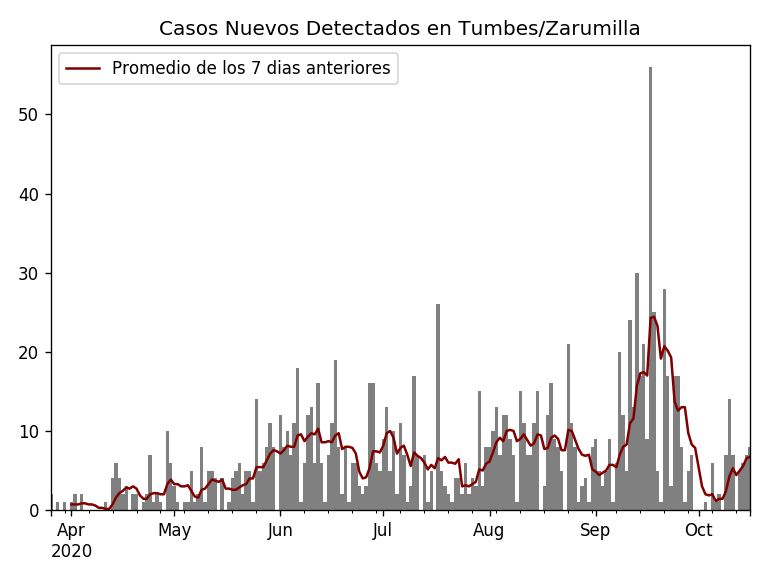 Casos Nuevos Detectados en Tumbes/Zarumilla
Promedio de los 7 dias anteriores
50
40
30
20
10
0
Apr May Jun Jul Aug Sep Oct
2020